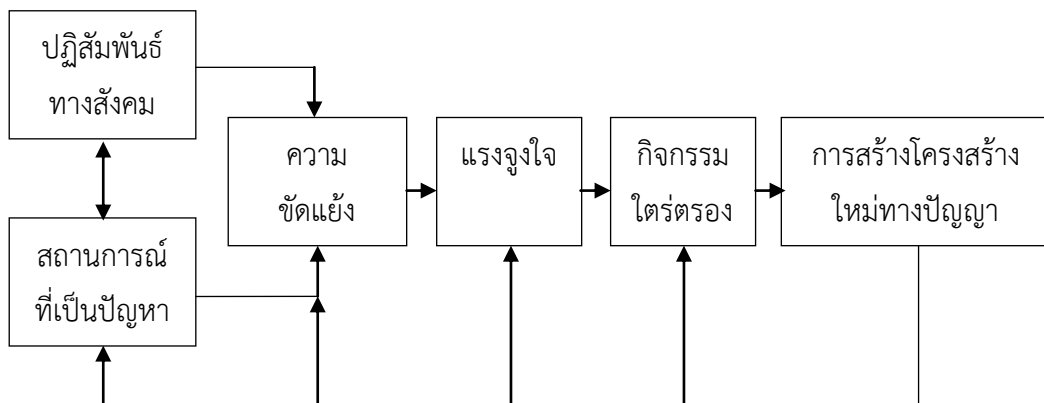 ปฏิสัมพันธ์
ทางสังคม
สถานการณ์
ที่เป็นปัญหา
ความ
ขัดแย้ง
แรงจูงใจ
กิจกรรม
ใตร่ตรอง
การสร้างโครงสร้าง
ใหม่ทางปัญญา